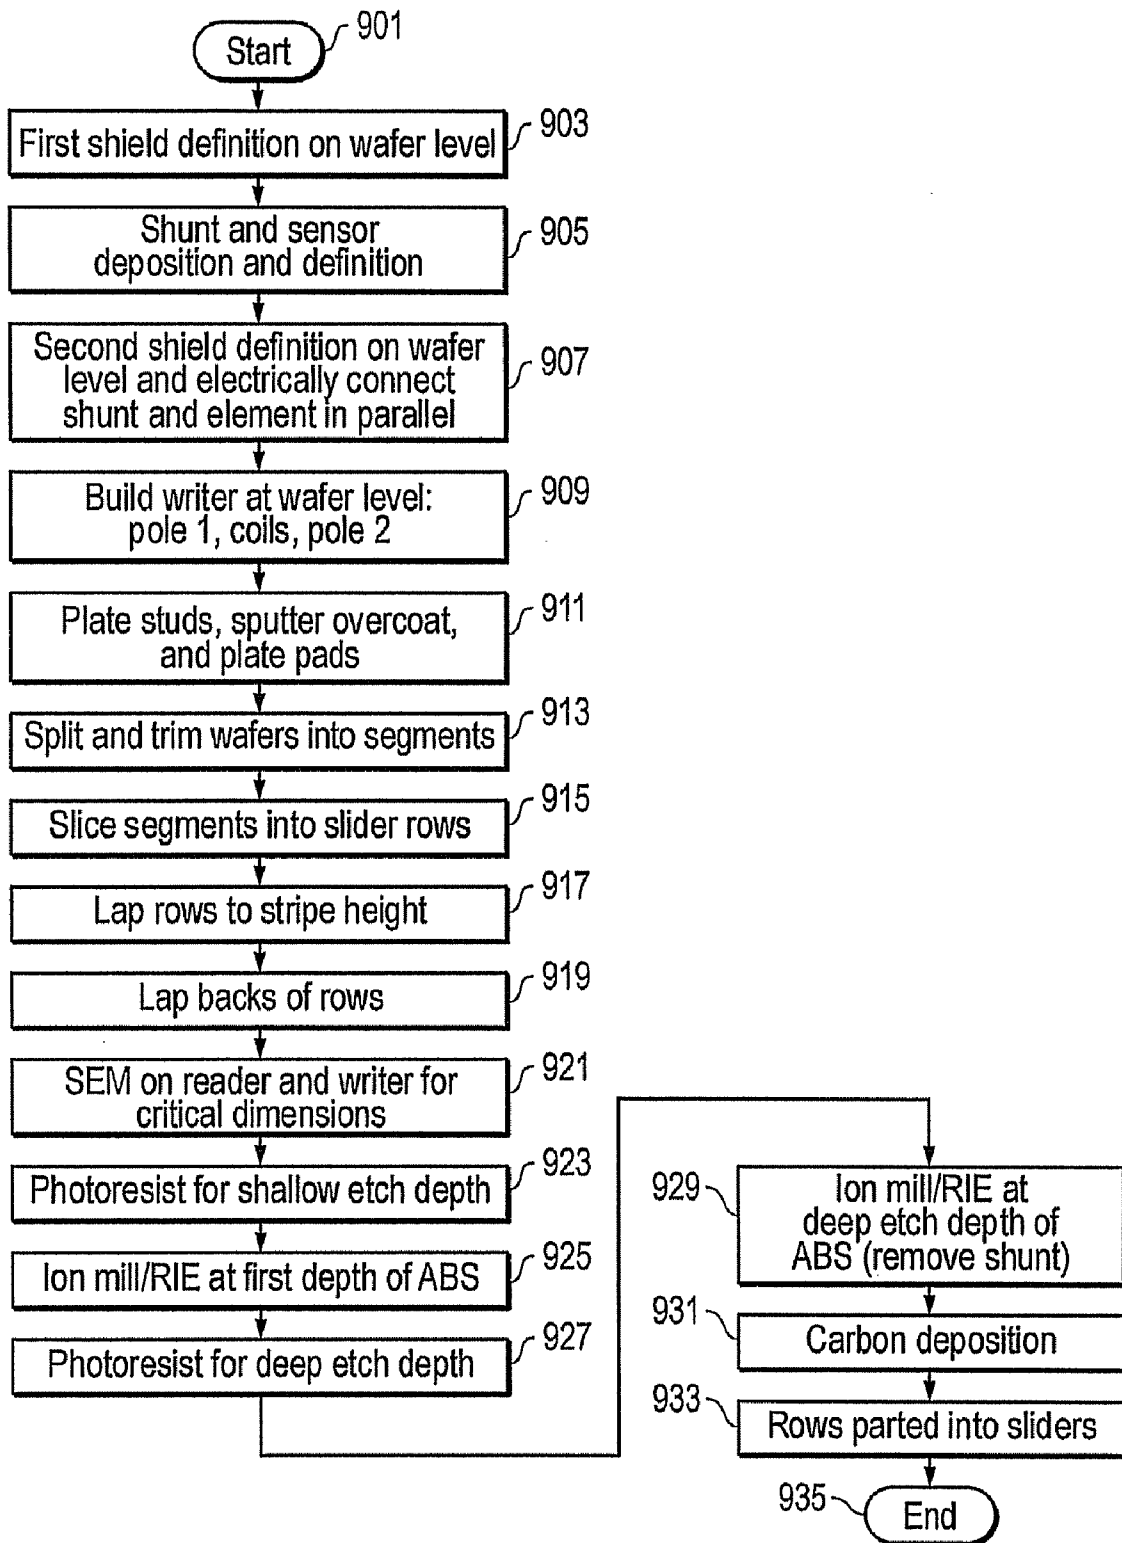 Start
901
First shield definition on wafer level
903
Shunt and sensor
deposition and definition
905
Second shield definition on wafer
level and electrically connect
shunt and element in parallel
907
Build writer at wafer level:
pole 1, coils, pole 2
909
Plate studs, sputter overcoat,
and plate pads
911
Split and trim wafers into segments
913
Slice segments into slider rows
915
Lap rows to stripe height
917
Lap backs of rows
919
SEM on reader and writer for
critical dimensions
921
Photoresist for shallow etch depth
923
Ion mill/RIE at first depth of ABS
925
Photoresist for deep etch depth
927
929
Ion mill/RIE at
deep etch depth of
ABS (remove shunt)
931
Carbon deposition
933
Rows parted into sliders
935
End